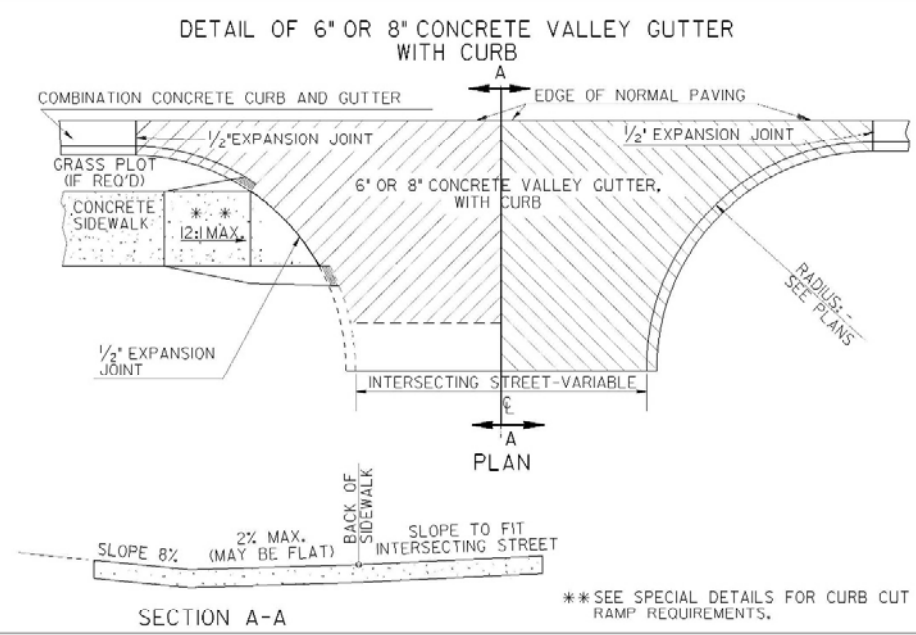 DETAIL OF 6" OR 8" CONCRETE VALLEY GUTTER
WITH CURB
A
COMBINATION CONCRETE CURB AND GUTTER
EDGE OF NORMAL PAVING
1/2" EXPANSION JOINT
1/2' EXPANSION JOINT
GRASS PLOT
(IF REQ'D)
6" OR 8" CONCRETE VALLEY GUTTER,
WITH CURB
CONCRETE
SIDEWALK
* *
12:1 MAX.
RADIUS:-
SEE PLANS
1/2" EXPANSION
JOINT
INTERSECTING STREET-VARIABLE
℄
A
PLAN
BACK OF
SIDEWALK
SLOPE 8%
2% MAX.
(MAY BE FLAT)
SLOPE TO FIT
INTERSECTING STREET
SECTION A-A
**SEE SPECIAL DETAILS FOR CURB CUT
RAMP REQUIREMENTS.